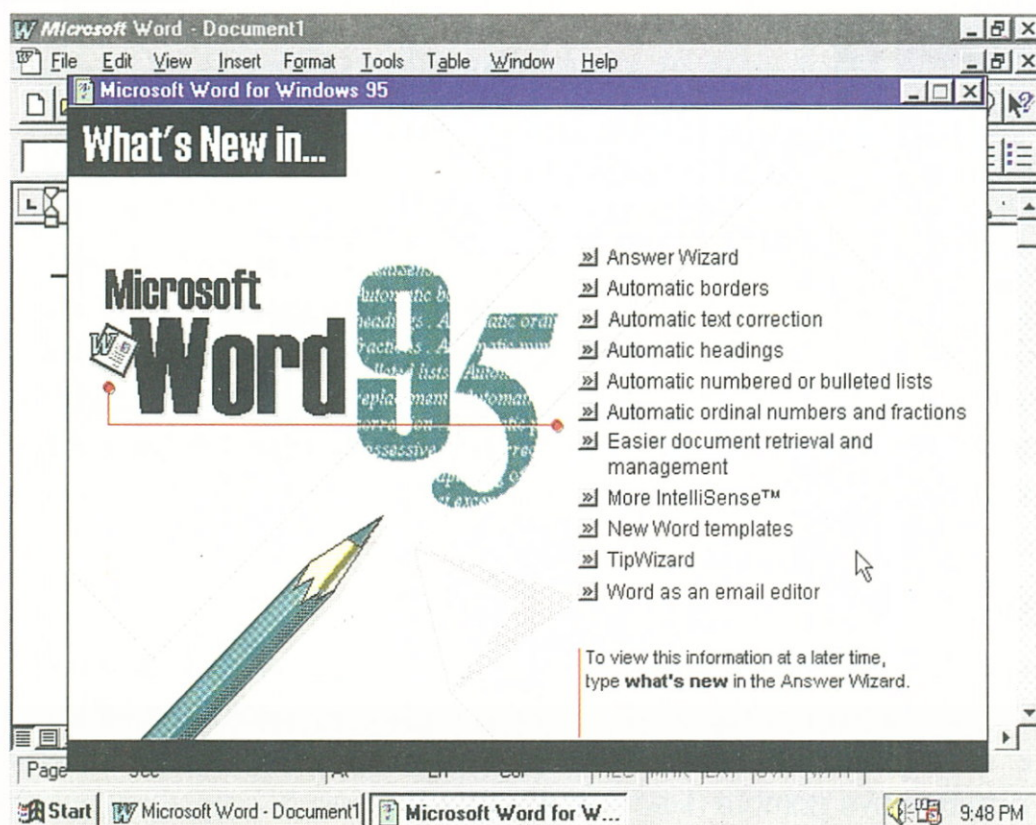 Microsoft Word - Document1
File Edit View Insert Format Tools Table Window Help
Microsoft Word for Windows 95
What's New in...
Microsoft
Word 95
Answer Wizard
Automatic borders
Automatic text correction
Automatic headings
Automatic numbered or bulleted lists
Automatic ordinal numbers and fractions
Easier document retrieval and
management
More IntelliSense™
New Word templates
TipWizard
Word as an email editor
To view this information at a later time,
type what's new in the Answer Wizard.
Page
Start Microsoft Word - Document1 Microsoft Word for W... 9:48 PM